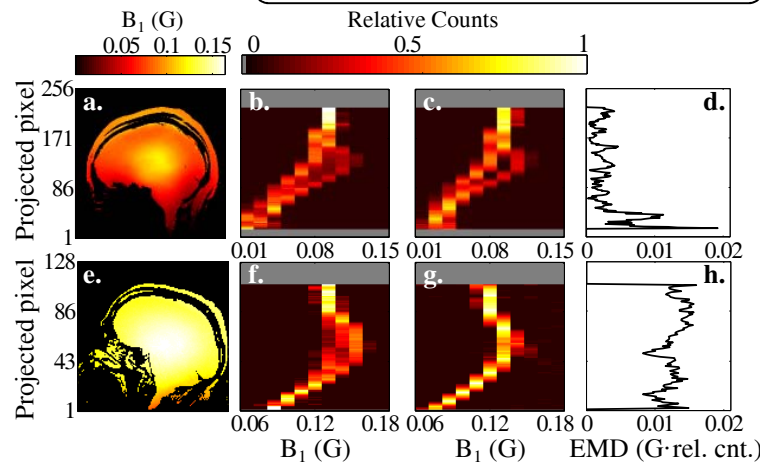 B₁ (G)
Relative Counts
0.05 0.1 0.15
0 0.5 1
Projected pixel
256
171
86
1
a.
b.
c.
d.
0.01 0.08 0.15
0.01 0.08 0.15
0 0.01 0.02
Projected pixel
128
86
43
1
e.
f.
g.
h.
0.06 0.12 0.18
0.06 0.12 0.18
0 0.01 0.02
B₁ (G)
B₁ (G)
EMD (G·rel. cnt.)